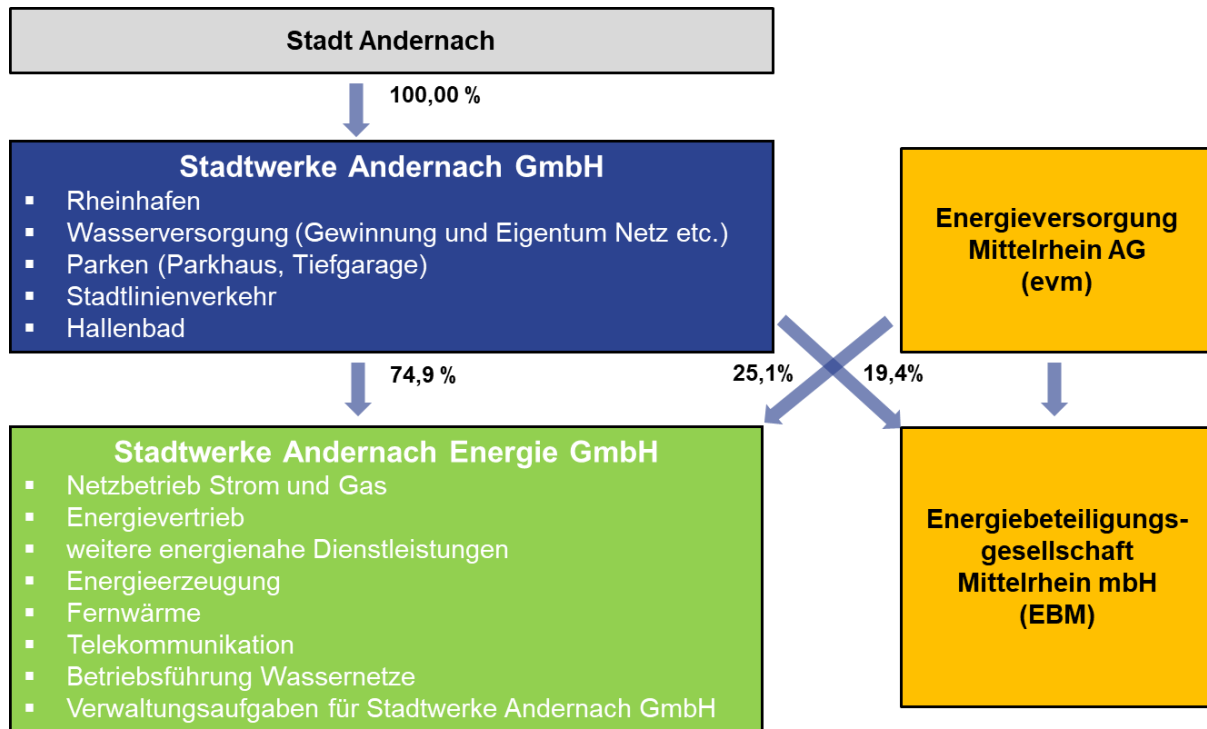 Stadt Andernach
100,00 %
Stadtwerke Andernach GmbH
▪ Rheinhafen
▪ Wasserversorgung (Gewinnung und Eigentum Netz etc.)
▪ Parken (Parkhaus, Tiefgarage)
▪ Stadtlinienverkehr
▪ Hallenbad
Energieversorgung
Mittelrhein AG
(evm)
74,9 %
25,1%
19,4%
Stadtwerke Andernach Energie GmbH
▪ Netzbetrieb Strom und Gas
▪ Energievertrieb
▪ weitere energienahe Dienstleistungen
▪ Energieerzeugung
▪ Fernwärme
▪ Telekommunikation
▪ Betriebsführung Wassernetze
▪ Verwaltungsaufgaben für Stadtwerke Andernach GmbH
Energiebeteiligungs-
gesellschaft
Mittelrhein mbH
(EBM)